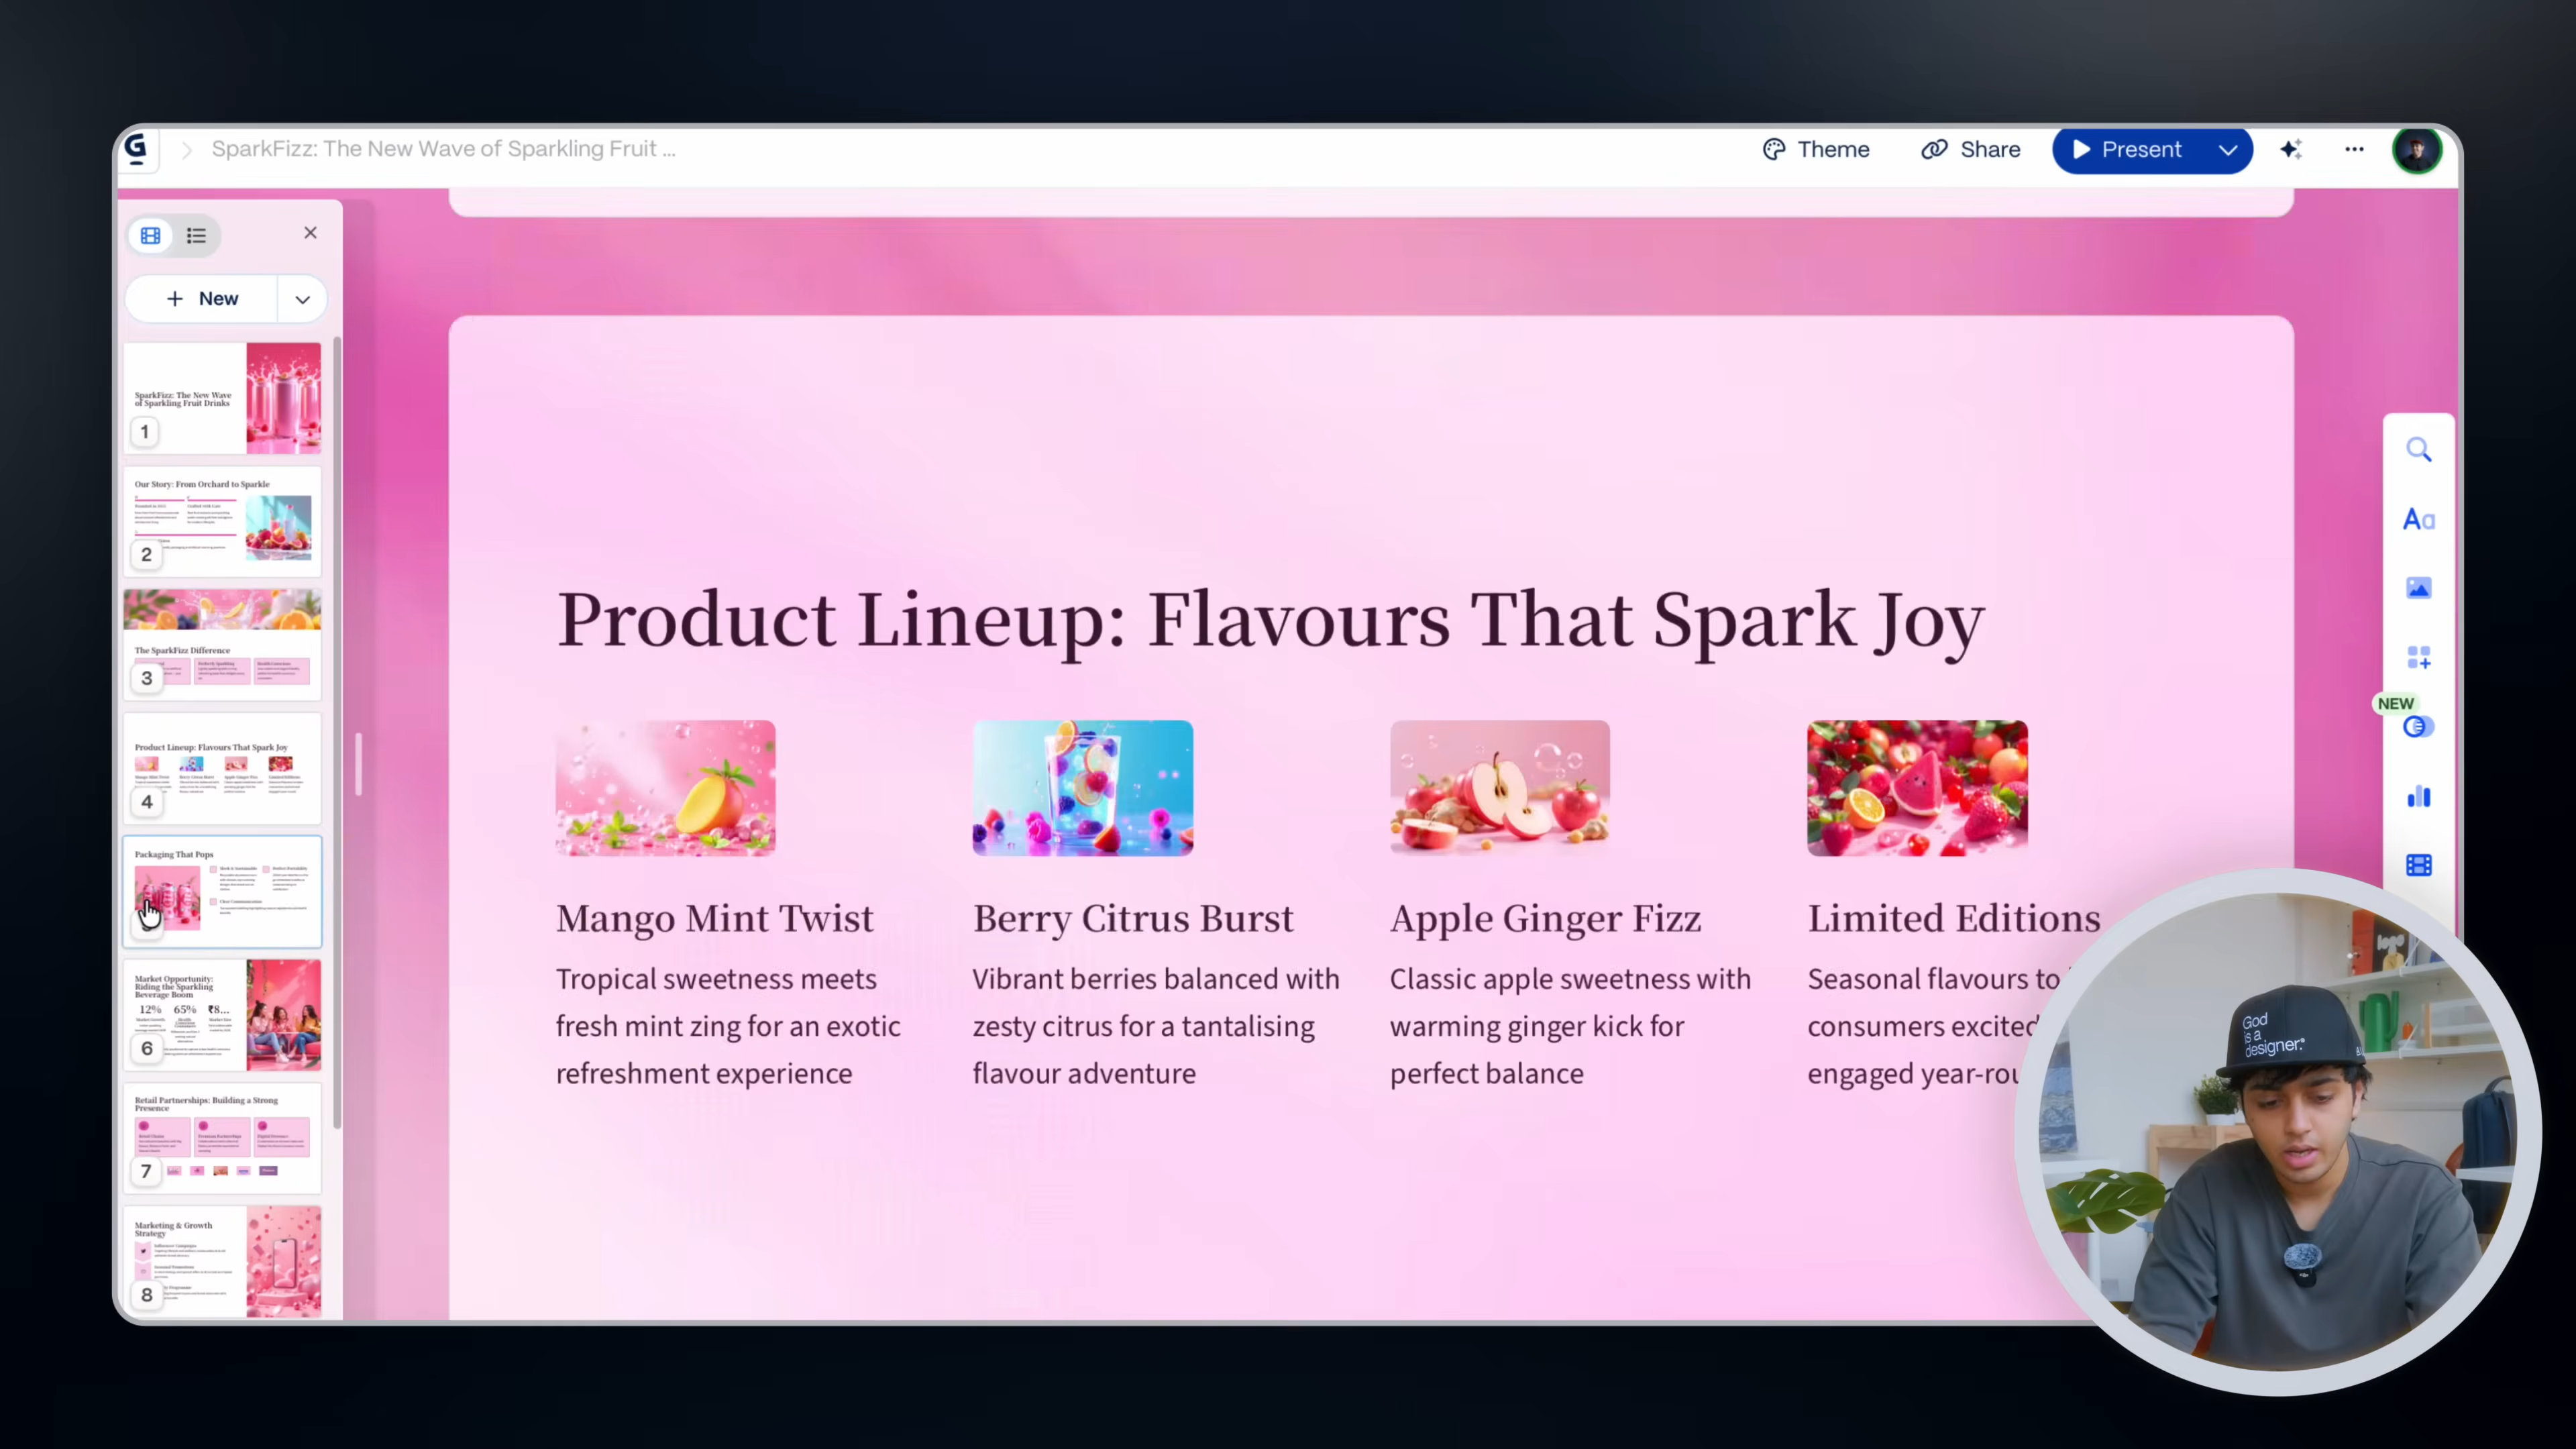 G
SparkFizz: The New Wave of Sparkling Fruit ...
Theme
Share
Present
New
SparkFizz: The New Wave
of Sparkling Fruit Drinks
1
Our Story: From Orchard to Sparkle
2
The SparkFizz Difference
3
Product Lineup: Flavours That Spark Joy
4
Packaging That Pops
Market Opportunity:
Riding the Sparkling
Beverage Boom
12%
65%
₹8...
6
Retail Partnerships: Building a Strong
Presence
7
Marketing & Growth
Strategy
8
Product Lineup: Flavours That Spark Joy
Mango Mint Twist
Tropical sweetness meets
fresh mint zing for an exotic
refreshment experience
Berry Citrus Burst
Vibrant berries balanced with
zesty citrus for a tantalising
flavour adventure
Apple Ginger Fizz
Classic apple sweetness with
warming ginger kick for
perfect balance
Limited Editions
Seasonal flavours to
consumers excited
engaged year-rou
Aa
NEW
God
is a
designer.